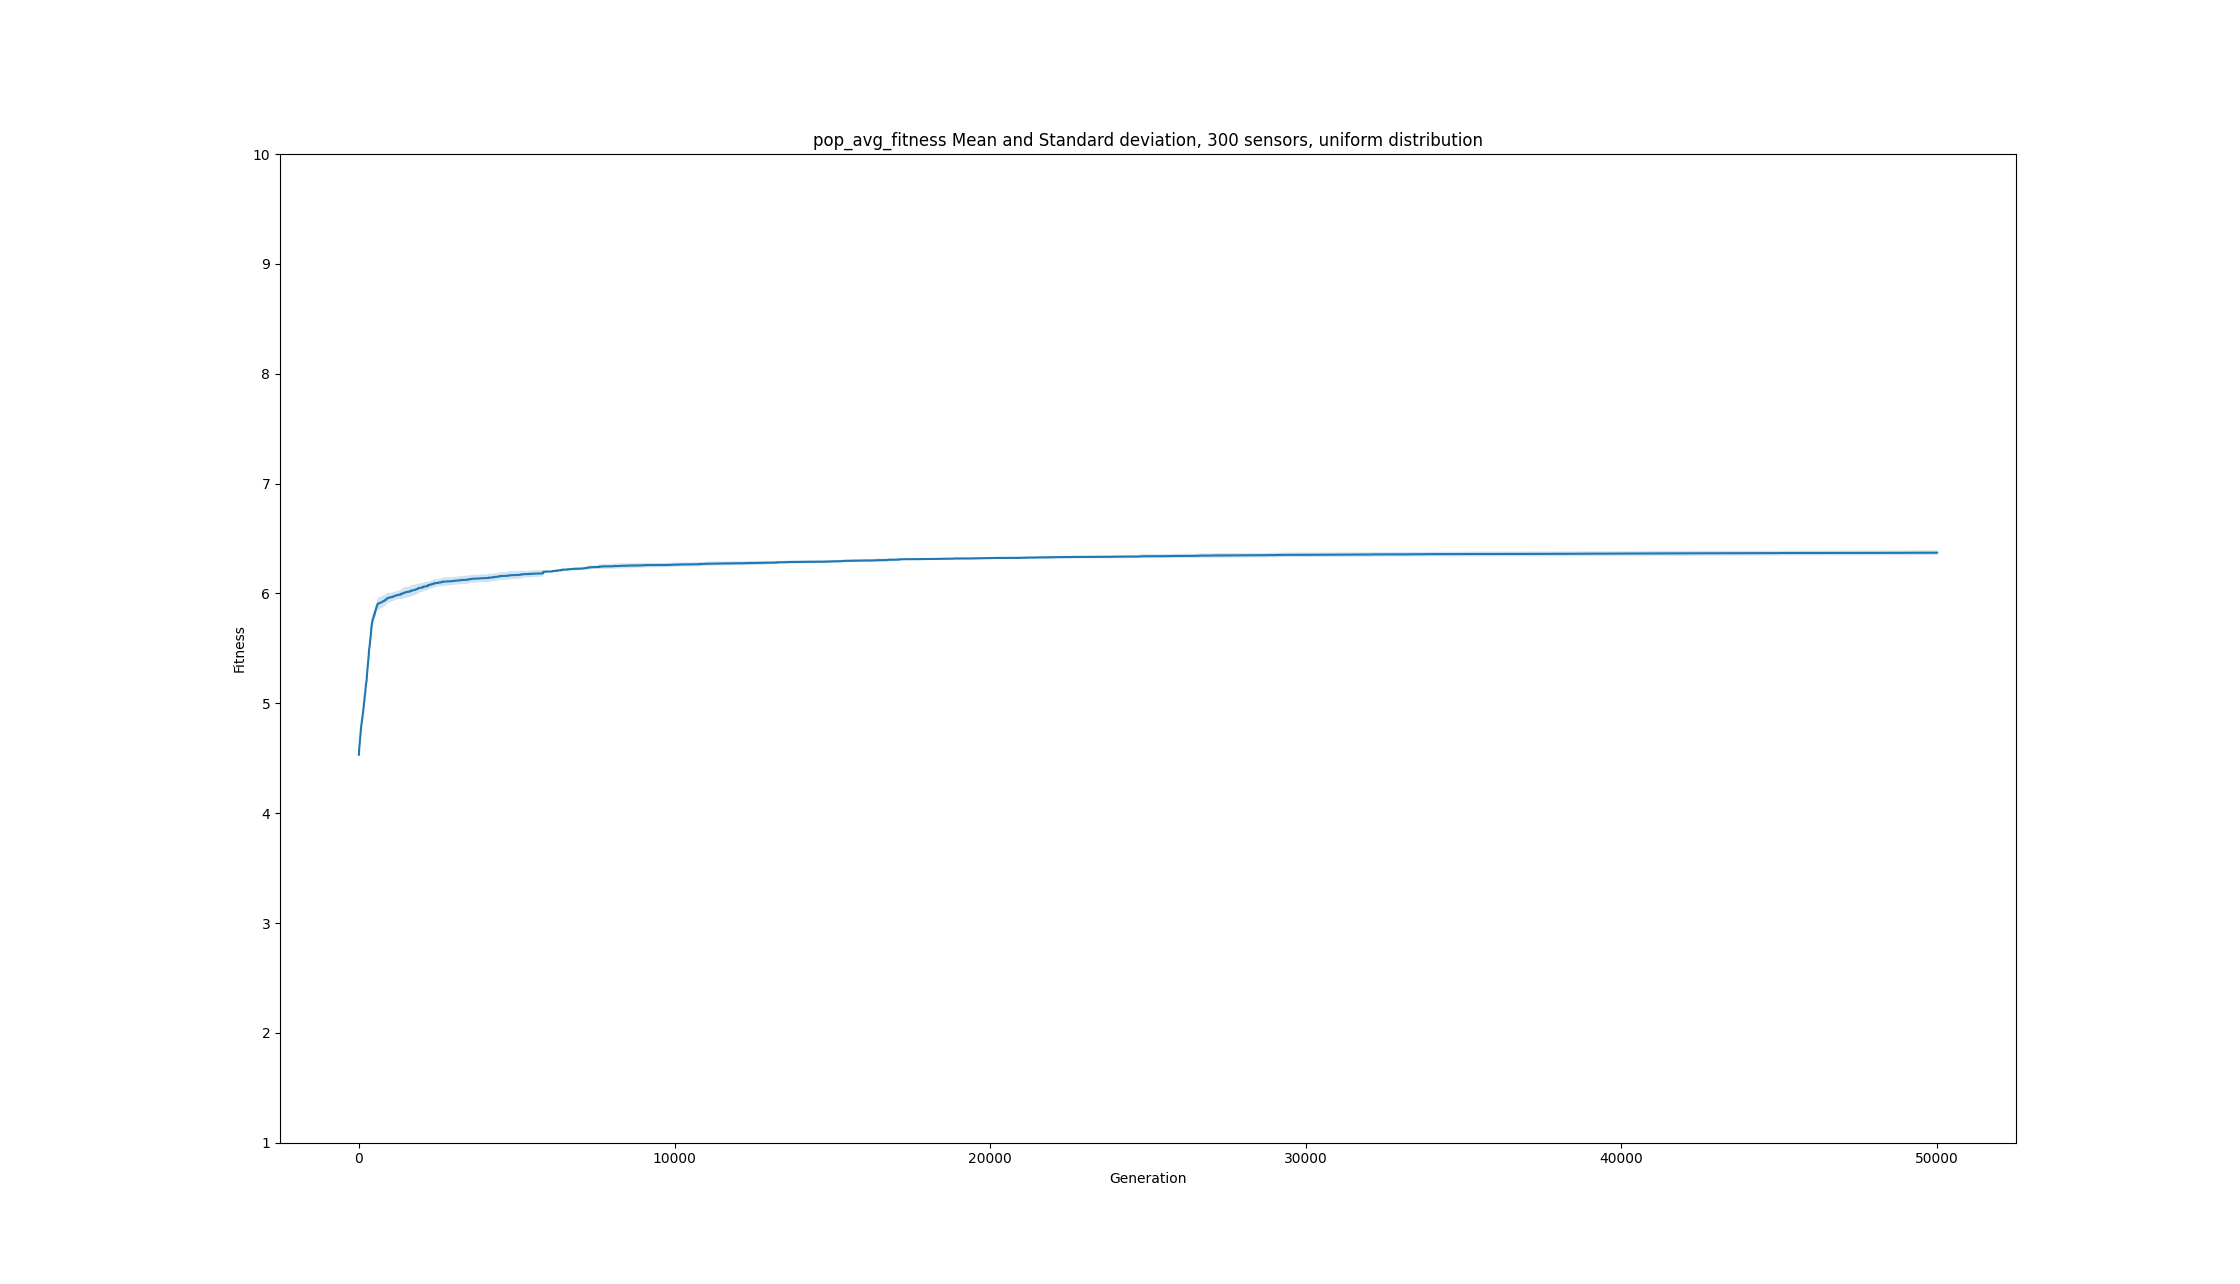 pop_avg_fitness Mean and Standard deviation, 300 sensors, uniform distribution
10
9
8
7
6
5
4
3
2
1
Fitness
0 10000 20000 30000 40000 50000
Generation